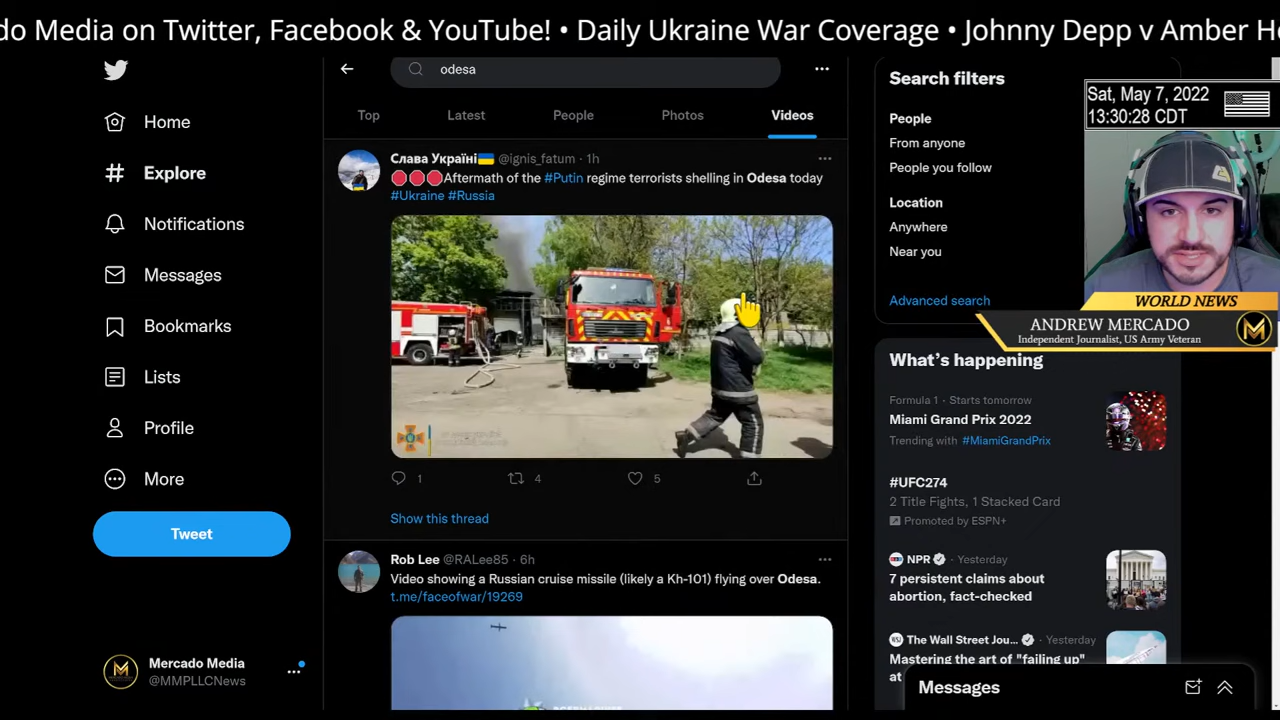 do Media on Twitter, Facebook & YouTube! • Daily Ukraine War Coverage • Johnny Depp v Amber He
odesa
Home
Explore
Notifications
Messages
Bookmarks
Lists
Profile
More
Tweet
Mercado Media
@MMPLLCNews
Top
Latest
People
Photos
Videos
Слава Україні @ignis_fatum · 1h
Aftermath of the #Putin regime terrorists shelling in Odesa today
#Ukraine #Russia
1
4
5
Show this thread
Rob Lee @RALee85 · 6h
Video showing a Russian cruise missile (likely a Kh-101) flying over Odesa.
t.me/faceofwar/19269
Search filters
People
From anyone
People you follow
Location
Anywhere
Near you
Advanced search
Sat, May 7, 2022
13:30:28 CDT
WORLD NEWS
ANDREW MERCADO
Independent Journalist, US Army Veteran
What's happening
Formula 1 · Starts tomorrow
Miami Grand Prix 2022
Trending with #MiamiGrandPrix
#UFC274
2 Title Fights, 1 Stacked Card
Promoted by ESPN+
NPR · Yesterday
7 persistent claims about
abortion, fact-checked
The Wall Street Jou... · Yesterday
Mastering the art of "failing up"
at
Messages